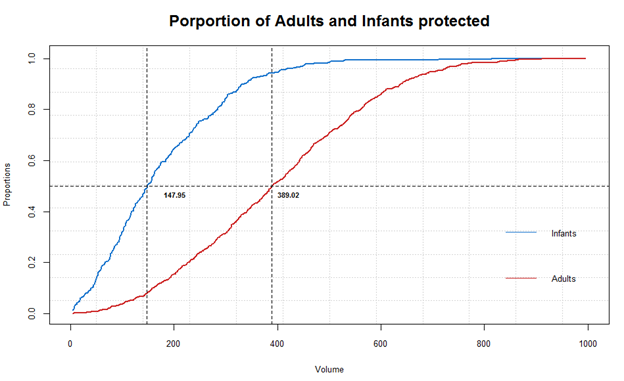 Porportion of Adults and Infants protected
1.0
0.8
0.6
0.4
0.2
0.0
Proportions
147.95
389.02
Infants
Adults
0 200 400 600 800 1000
Volume